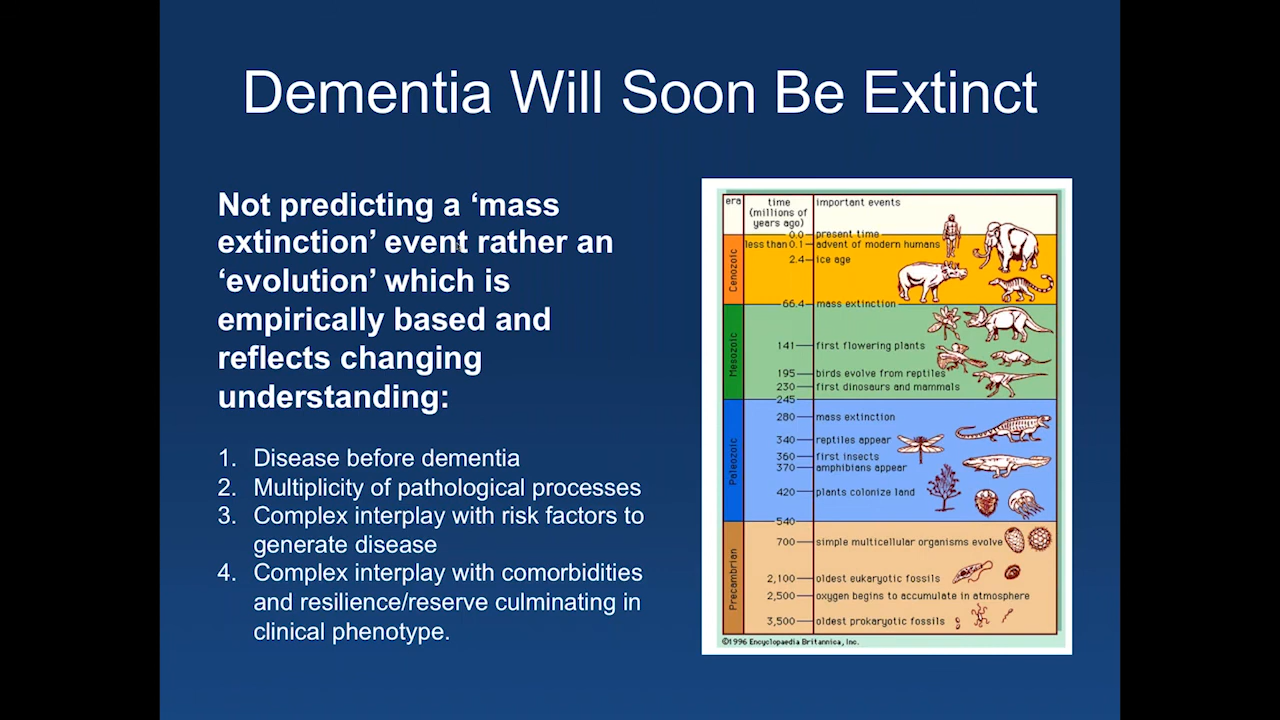 Dementia Will Soon Be Extinct
Not predicting a ‘mass
extinction’ event rather an
‘evolution’ which is
empirically based and
reflects changing
understanding:
1. Disease before dementia
2. Multiplicity of pathological processes
3. Complex interplay with risk factors to
generate disease
4. Complex interplay with comorbidities
and resilience/reserve culminating in
clinical phenotype.
era
time
(millions of
years ago)
important events
0.0 present time
less than 0.1 advent of modern humans
2.4 ice age
Cenozoic
66.4 mass extinction
141 first flowering plants
Mesozoic
195 birds evolve from reptiles
230 first dinosaurs and mammals
245
280 mass extinction
340 reptiles appear
360 first insects
370 amphibians appear
Paleozoic
420 plants colonize land
540
700 simple multicellular organisms evolve
2,100 oldest eukaryotic fossils
Precambrian
2,500 oxygen begins to accumulate in atmosphere
3,500 oldest prokaryotic fossils
©1996 Encyclopaedia Britannica, Inc.